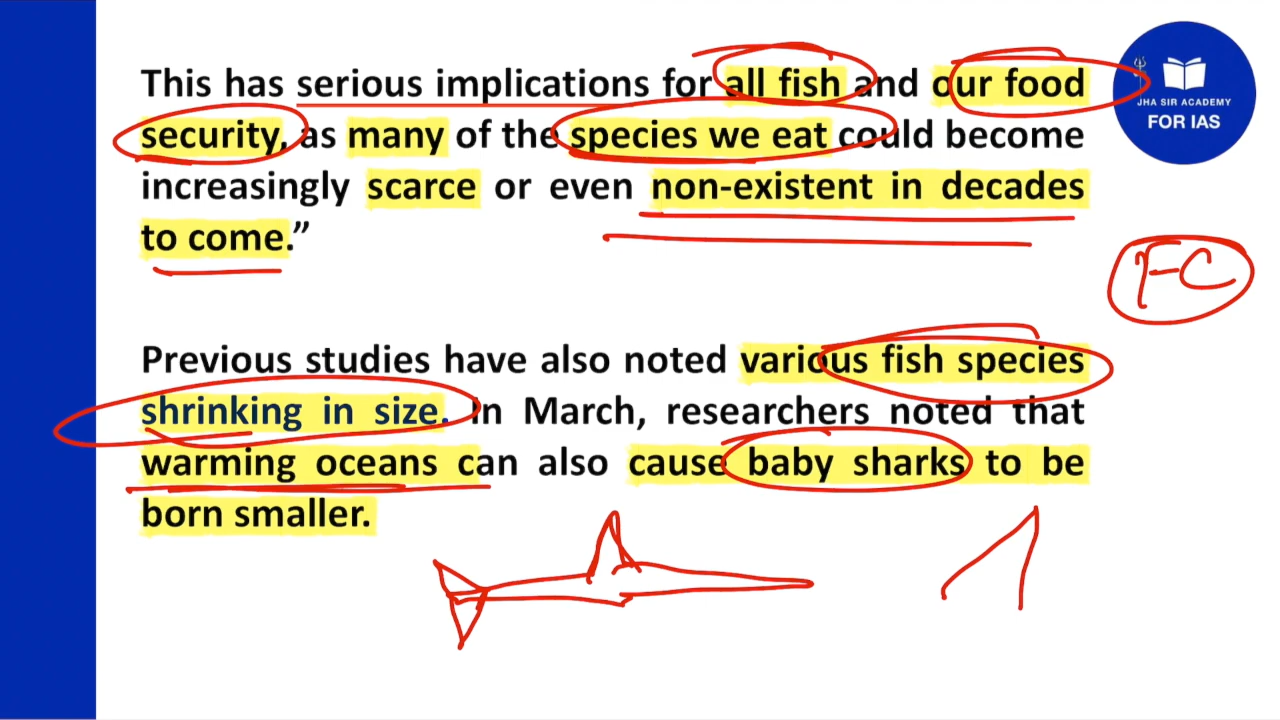 This has serious implications for all fish and our food
security, as many of the species we eat could become
increasingly scarce or even non-existent in decades
to come.”
JHA SIR ACADEMY
FOR IAS
FC
Previous studies have also noted various fish species
shrinking in size. In March, researchers noted that
warming oceans can also cause baby sharks to be
born smaller.